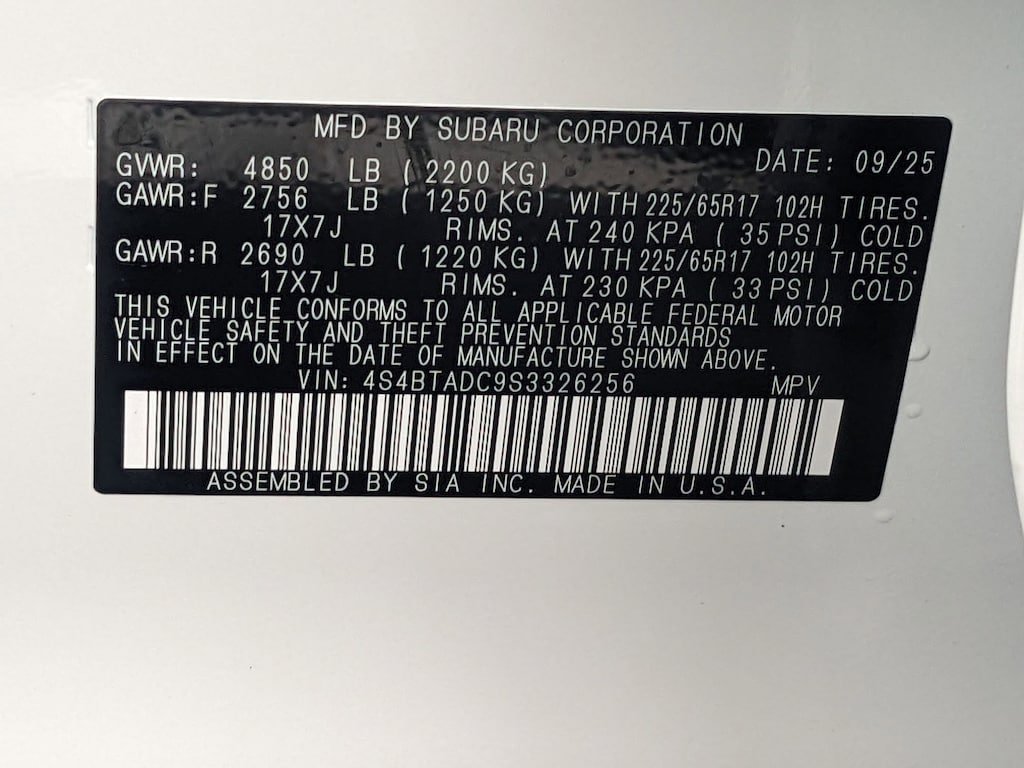 MFD BY SUBARU CORPORATION
DATE: 09/25
GVWR: 4850 LB ( 2200 KG)
GAWR:F 2756 LB ( 1250 KG) WITH 225/65R17 102H TIRES.
17X7J RIMS. AT 240 KPA ( 35 PSI) COLD
GAWR:R 2690 LB ( 1220 KG) WITH 225/65R17 102H TIRES.
17X7J RIMS. AT 230 KPA ( 33 PSI) COLD
THIS VEHICLE CONFORMS TO ALL APPLICABLE FEDERAL MOTOR
VEHICLE SAFETY AND THEFT PREVENTION STANDARDS
IN EFFECT ON THE DATE OF MANUFACTURE SHOWN ABOVE.
VIN: 4S4BTADC9S3326256 MPV
ASSEMBLED BY SIA INC. MADE IN U.S.A.